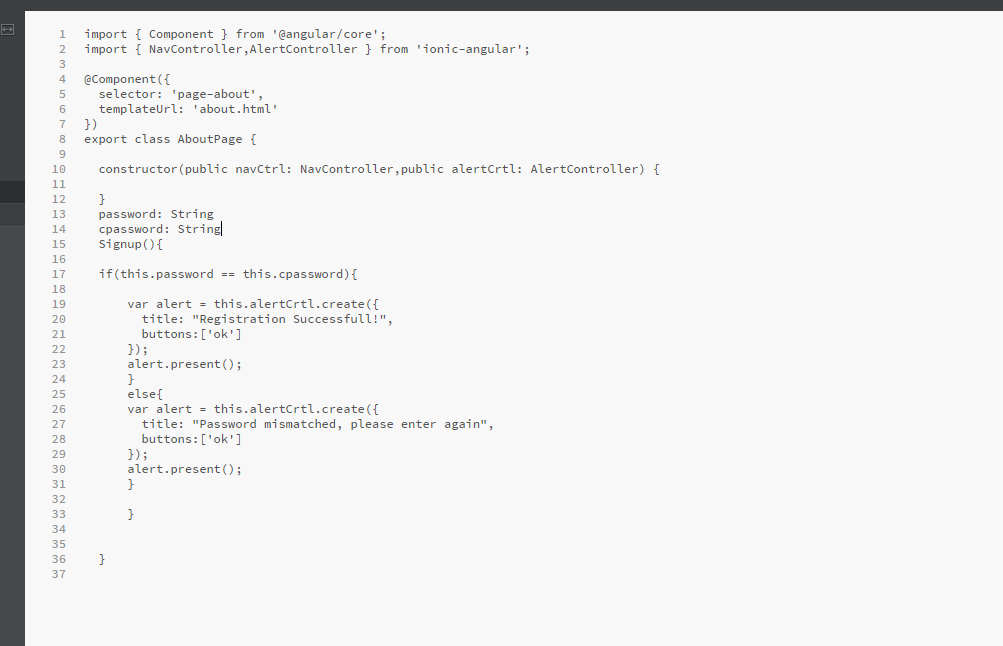 1 import { Component } from '@angular/core';
2 import { NavController,AlertController } from 'ionic-angular';
3
4 @Component({
5   selector: 'page-about',
6   templateUrl: 'about.html'
7 })
8 export class AboutPage {
9
10   constructor(public navCtrl: NavController,public alertCrtl: AlertController) {
11
12   }
13   password: String
14   cpassword: String
15   Signup(){
16
17   if(this.password == this.cpassword){
18
19       var alert = this.alertCrtl.create({
20         title: "Registration Successfull!",
21         buttons:['ok']
22       });
23       alert.present();
24       }
25       else{
26       var alert = this.alertCrtl.create({
27         title: "Password mismatched, please enter again",
28         buttons:['ok']
29       });
30       alert.present();
31       }
32
33       }
34
35
36   }
37